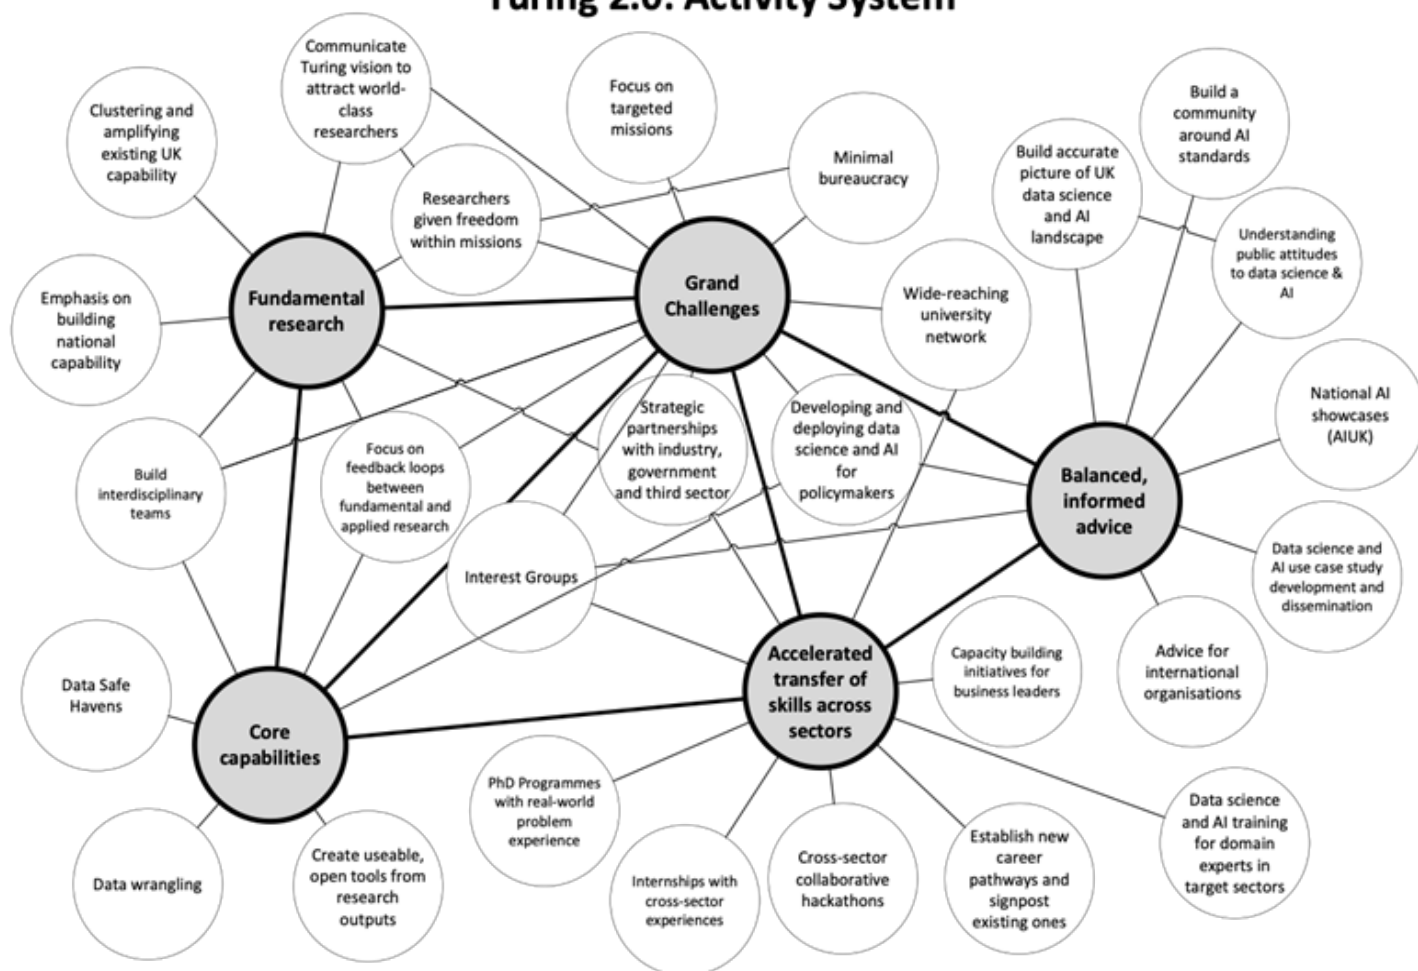 Turing 2.0: Activity System
Communicate
Turing vision to
attract world-
class
researchers
Clustering and
amplifying
existing UK
capability
Focus on
targeted
missions
Minimal
bureaucracy
Build a
community
around AI
standards
Build accurate
picture of UK
data science
and AI
landscape
Researchers
given freedom
within missions
Understanding
public attitudes
to data science &
AI
Emphasis on
building
national
capability
Fundamental
research
Grand
Challenges
Wide-reaching
university
network
National AI
showcases
(AIUK)
Build
interdisciplinary
teams
Focus on
feedback loops
between
fundamental and
applied research
Strategic
partnerships
with industry,
government
and third sector
Developing and
deploying data
science and AI
for
policymakers
Balanced,
informed
advice
Interest Groups
Data science and
AI use case study
development and
dissemination
Data Safe
Havens
Core
capabilities
Accelerated
transfer of
skills across
sectors
Capacity building
initiatives for
business leaders
Advice for
international
organisations
Data wrangling
Create useable,
open tools from
research
outputs
PhD Programmes
with real-world
problem
experience
Internships with
cross-sector
experiences
Cross-sector
collaborative
hackathons
Establish new
career
pathways and
signpost
existing ones
Data science
and AI training
for domain
experts in
target sectors